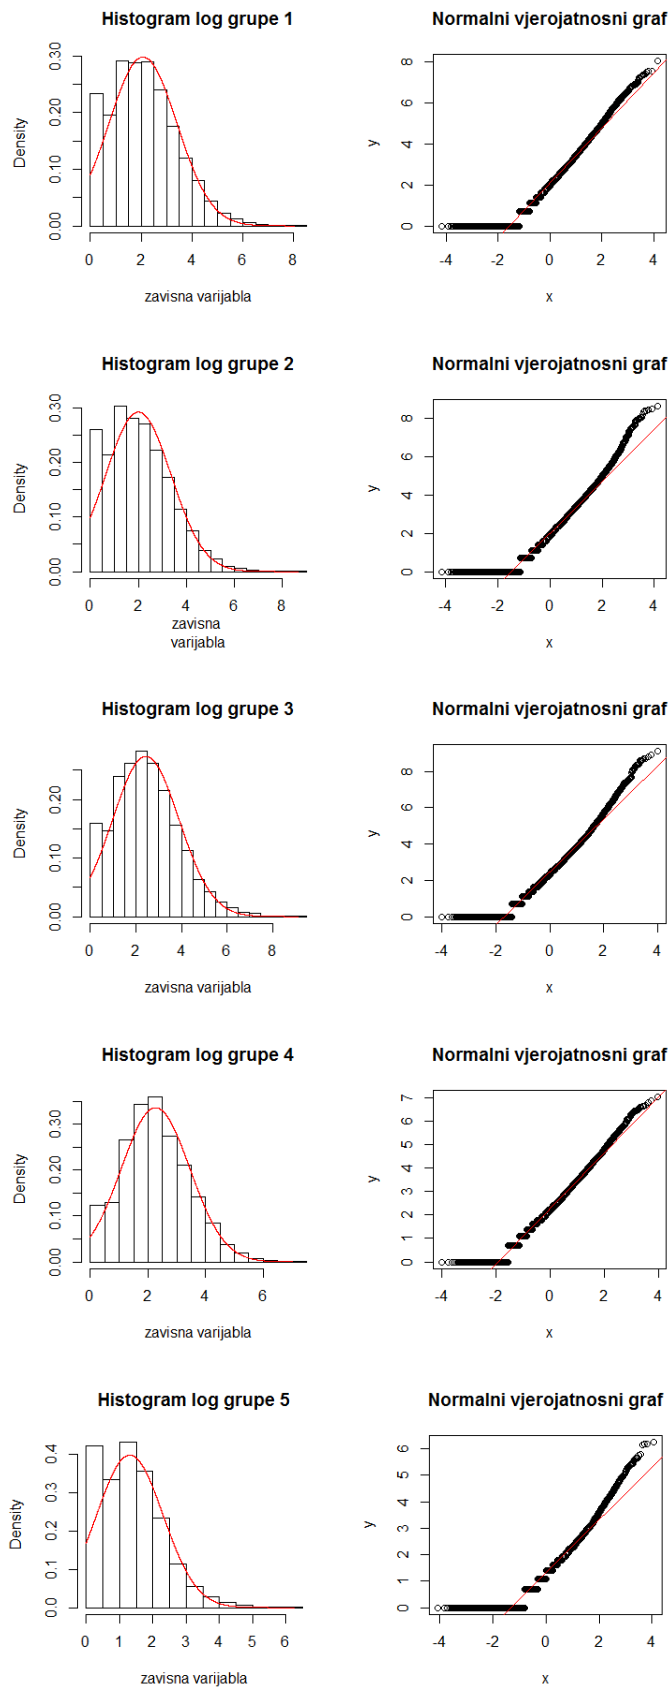 Histogram log grupe 1
Normalni vjerojatnosni graf
Density
0.00 0.10 0.20 0.30
0 2 4 6 8
zavisna varijabla
y
0 2 4 6 8
-4 -2 0 2 4
x
Histogram log grupe 2
Normalni vjerojatnosni graf
Density
0.00 0.10 0.20 0.30
0 2 4 6 8
zavisna
varijabla
y
0 2 4 6 8
-4 -2 0 2 4
x
Histogram log grupe 3
Normalni vjerojatnosni graf
Density
0.00 0.10 0.20
0 2 4 6 8
zavisna varijabla
y
0 2 4 6 8
-4 -2 0 2 4
x
Histogram log grupe 4
Normalni vjerojatnosni graf
Density
0.00 0.10 0.20 0.30
0 2 4 6
zavisna varijabla
y
0 1 2 3 4 5 6 7
-4 -2 0 2 4
x
Histogram log grupe 5
Normalni vjerojatnosni graf
Density
0.0 0.1 0.2 0.3 0.4
0 1 2 3 4 5 6
zavisna varijabla
y
0 1 2 3 4 5 6
-4 -2 0 2 4
x